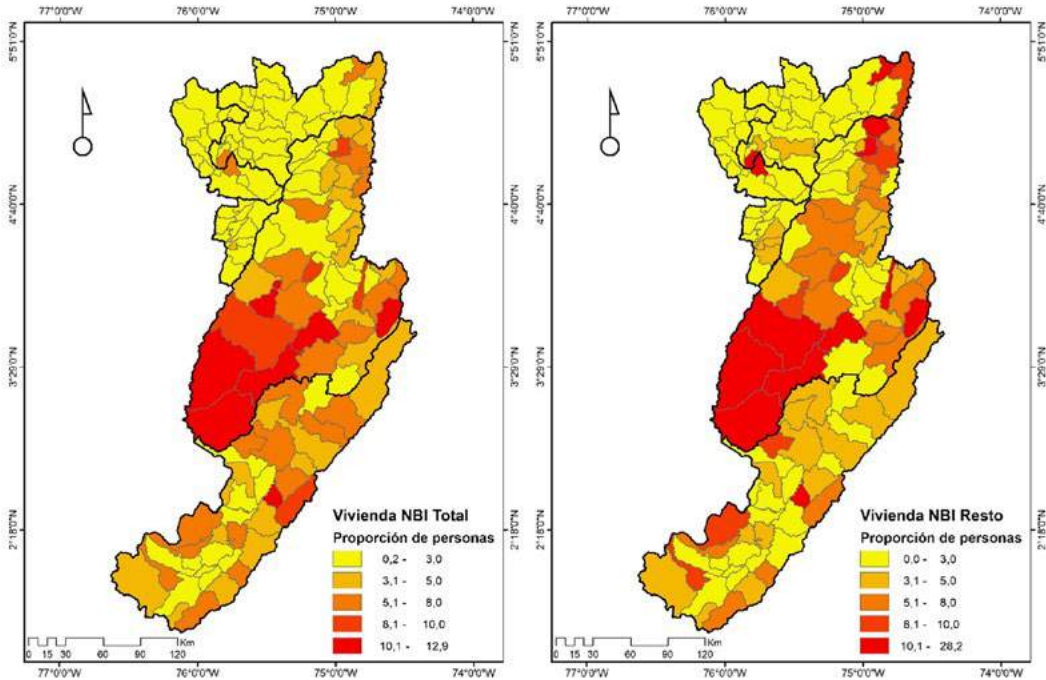 77°0'0"W 76°0'0"W 75°0'0"W 74°0'0"W
5°51'0"N
4°40'0"N
3°29'0"N
2°18'0"N
Vivienda NBI Total
Proporción de personas
0,2 - 3,0
3,1 - 5,0
5,1 - 8,0
8,1 - 10,0
10,1 - 12,9
Km
0 15 30 60 90 120
77°0'0"W 76°0'0"W 75°0'0"W 74°0'0"W
77°0'0"W 76°0'0"W 75°0'0"W 74°0'0"W
5°51'0"N
4°40'0"N
3°29'0"N
2°18'0"N
Vivienda NBI Resto
Proporción de personas
0,0 - 3,0
3,1 - 5,0
5,1 - 8,0
8,1 - 10,0
10,1 - 28,2
Km
0 15 30 60 90 120
77°0'0"W 76°0'0"W 75°0'0"W 74°0'0"W